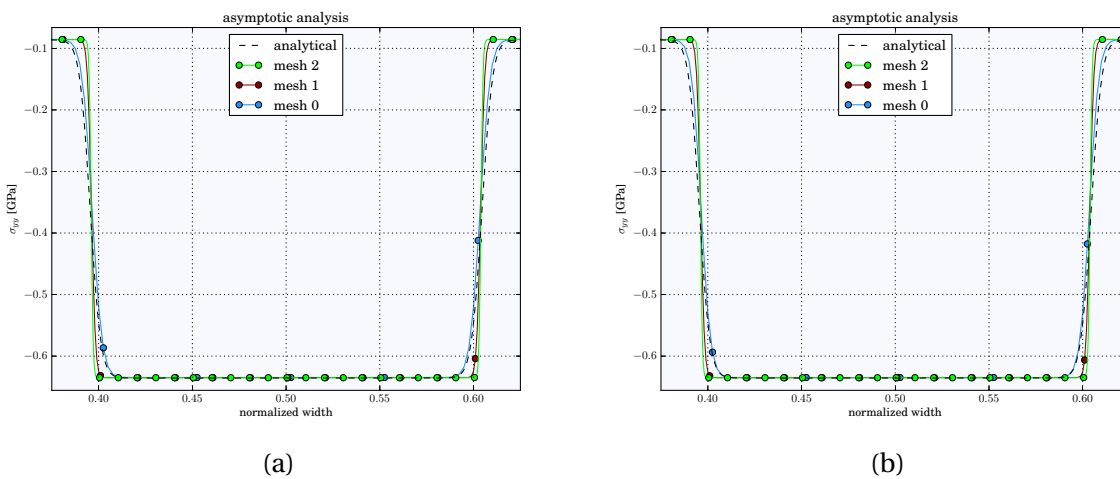 asymptotic analysis
analytical
mesh 2
mesh 1
mesh 0
−0.1
−0.2
−0.3
−0.4
−0.5
−0.6
σyy [GPa]
0.40
0.45
0.50
0.55
0.60
normalized width
(a)
asymptotic analysis
analytical
mesh 2
mesh 1
mesh 0
−0.1
−0.2
−0.3
−0.4
−0.5
−0.6
σyy [GPa]
0.40
0.45
0.50
0.55
0.60
normalized width
(b)